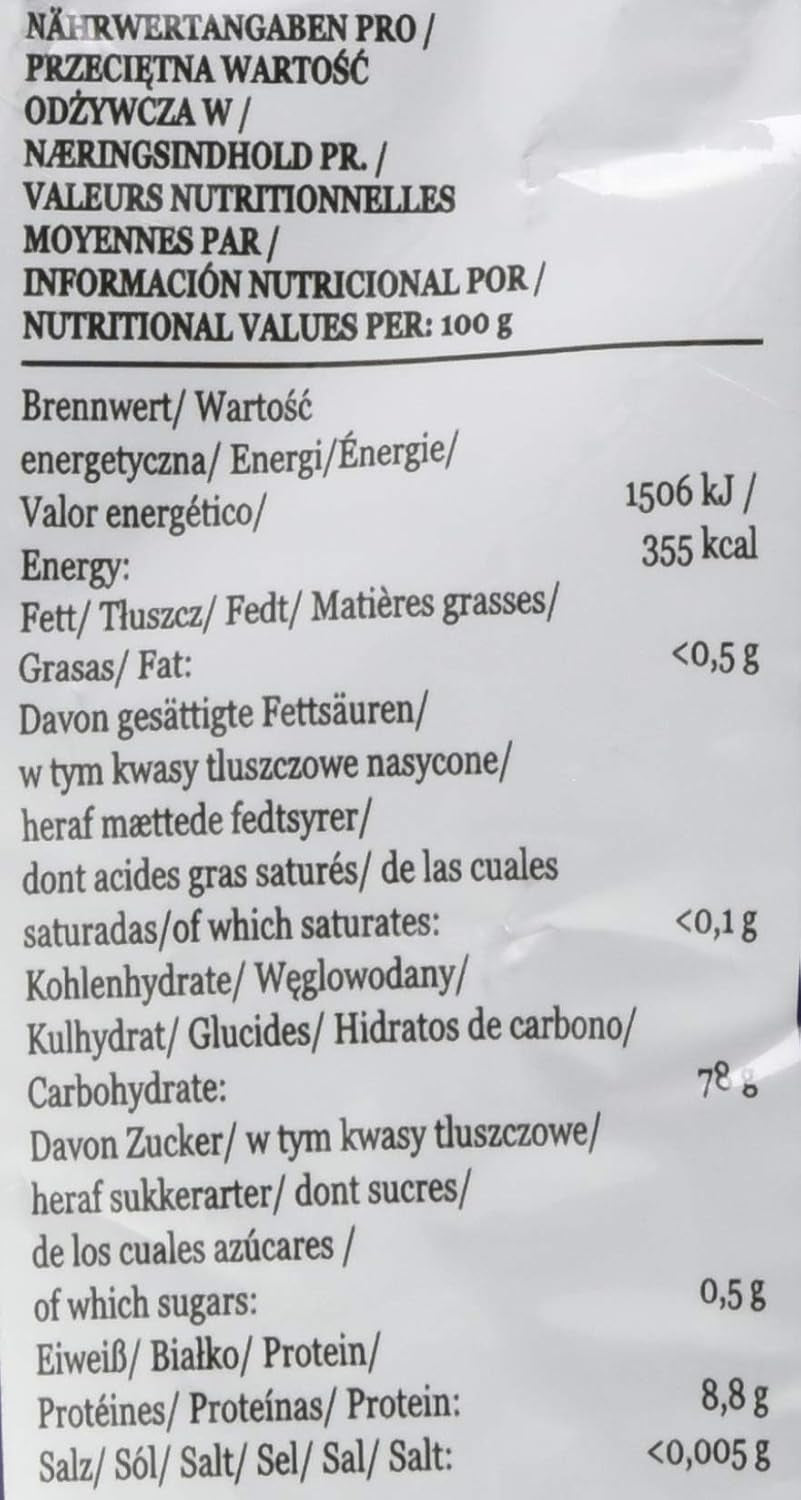 NÄHRWERTANGABEN PRO /
PRZECIĘTNA WARTOŚĆ
ODŻYWCZA W /
NÆRINGSINDHOLD PR. /
VALEURS NUTRITIONNELLES
MOYENNES PAR /
INFORMACIÓN NUTRICIONAL POR /
NUTRITIONAL VALUES PER: 100 g
Brennwert/ Wartość
energetyczna/ Energi/Énergie/
Valor energético/ 1506 kJ /
Energy: 355 kcal
Fett/ Tłuszcz/ Fedt/ Matières grasses/
Grasas/ Fat: <0,5 g
Davon gesättigte Fettsäuren/
w tym kwasy tluszczowe nasycone/
heraf mættede fedtsyrer/
dont acides gras saturés/ de las cuales
saturadas/of which saturates: <0,1 g
Kohlenhydrate/ Węglowodany/
Kulhydrat/ Glucides/ Hidratos de carbono/
Carbohydrate: 78 g
Davon Zucker/ w tym kwasy tluszczowe/
heraf sukkerarter/ dont sucres/
de los cuales azúcares /
of which sugars: 0,5 g
Eiweiß/ Białko/ Protein/
Protéines/ Proteínas/ Protein: 8,8 g
Salz/ Sól/ Salt/ Sel/ Sal/ Salt: <0,005 g